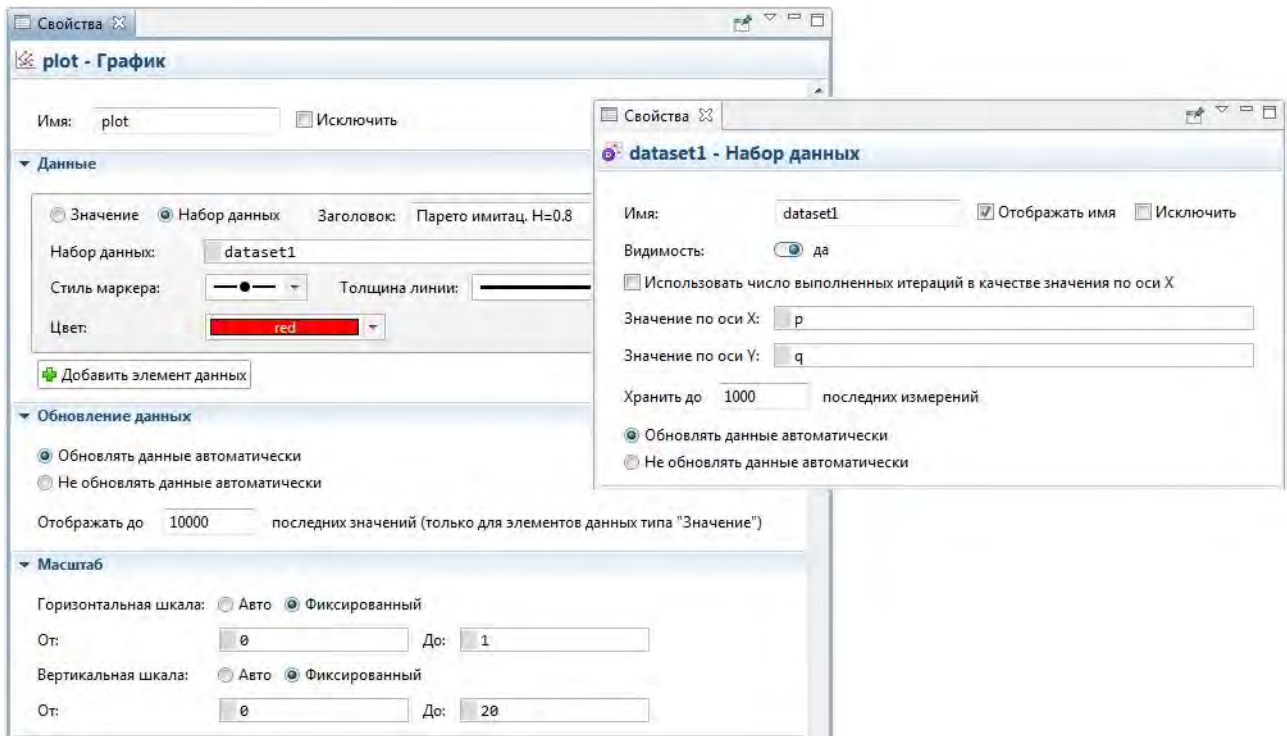 Свойства
plot - График
Имя: plot Исключить
Данные
Значение Набор данных Заголовок: Парето имитац. H=0.8
Набор данных: dataset1
Стиль маркера: Толщина линии:
Цвет: red
Добавить элемент данных
Обновление данных
Обновлять данные автоматически
Не обновлять данные автоматически
Отображать до 10000 последних значений (только для элементов данных типа "Значение")
Масштаб
Горизонтальная шкала: Авто Фиксированный
От: 0 До: 1
Вертикальная шкала: Авто Фиксированный
От: 0 До: 20
Свойства
dataset1 - Набор данных
Имя: dataset1 Отображать имя Исключить
Видимость: да
Использовать число выполненных итераций в качестве значения по оси X
Значение по оси X: p
Значение по оси Y: q
Хранить до 1000 последних измерений
Обновлять данные автоматически
Не обновлять данные автоматически